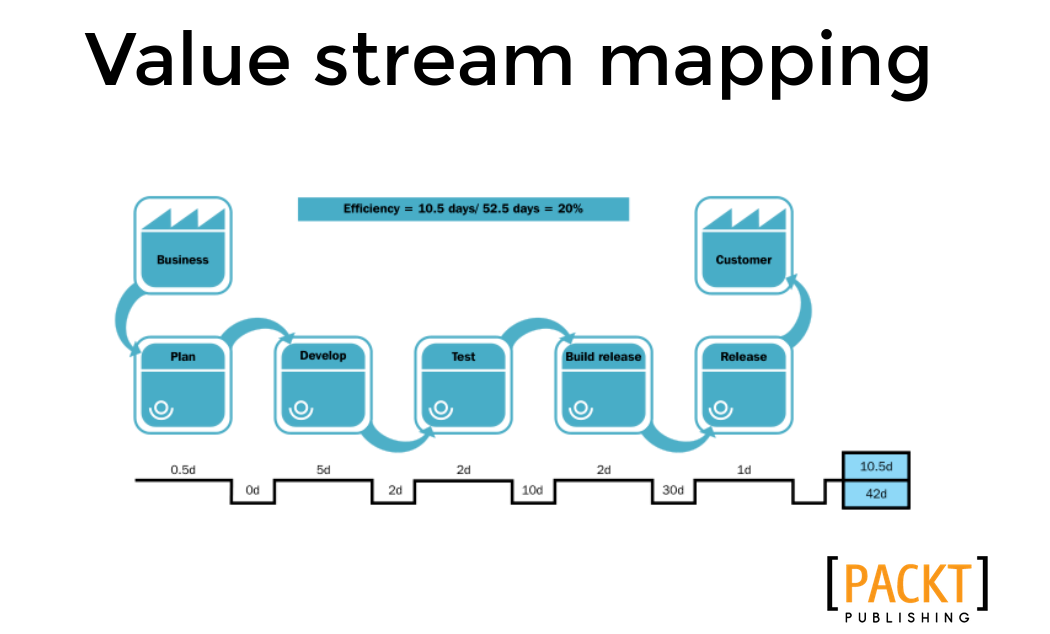 Value stream mapping
Efficiency = 10.5 days/ 52.5 days = 20%
Business
Customer
Plan
Develop
Test
Build release
Release
0.5d
0d
5d
2d
2d
10d
2d
30d
1d
10.5d
42d
[PACKT]
PUBLISHING